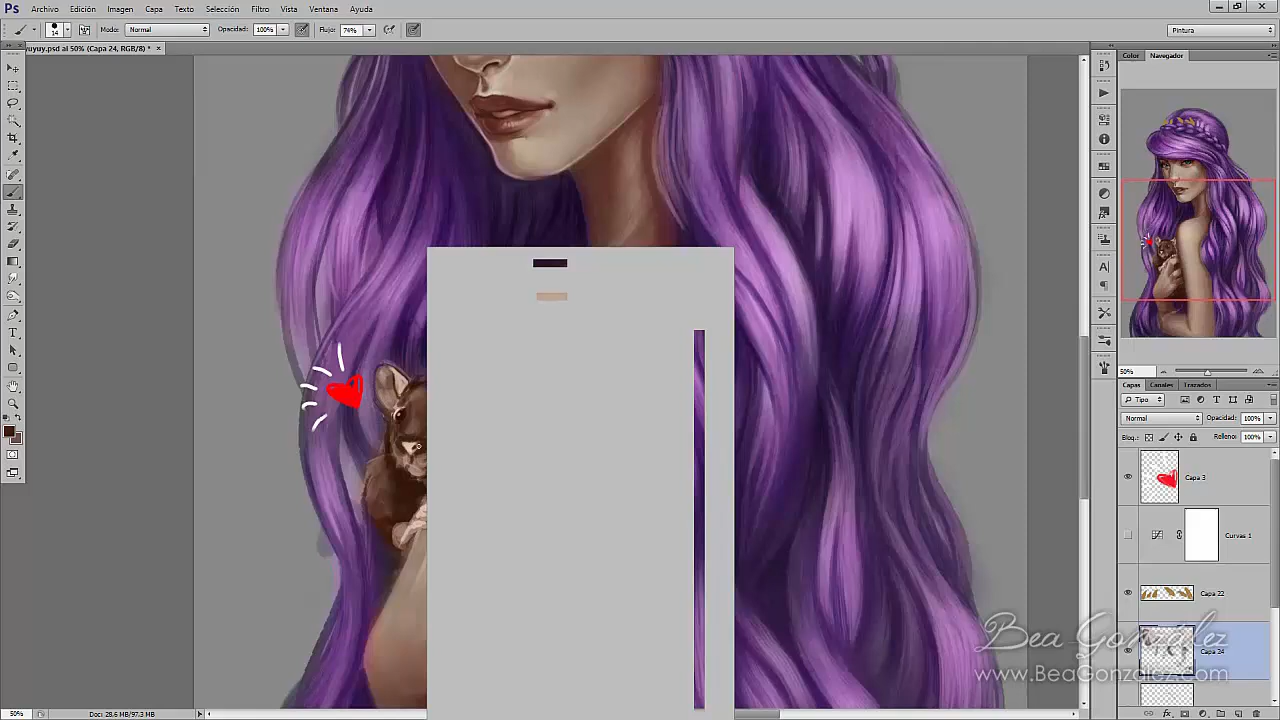 Ps Archivo Edición Imagen Capa Texto Selección Filtro Vista Ventana Ayuda
14 Modo: Normal Opacidad: 100% Flujo: 74% Pintura
uyuy.psd al 50% (Capa 24, RGB/8) * ×
Color Navegador
50%
Capas Canales Trazados
Tipo
Normal Opacidad: 100%
Bloq.: Relleno: 100%
Capa 3
Curvas 1
Capa 22
Capa 24
Bea González
www.BeaGonzalez.com
50% Doc: 28.6 MB/97.3 MB